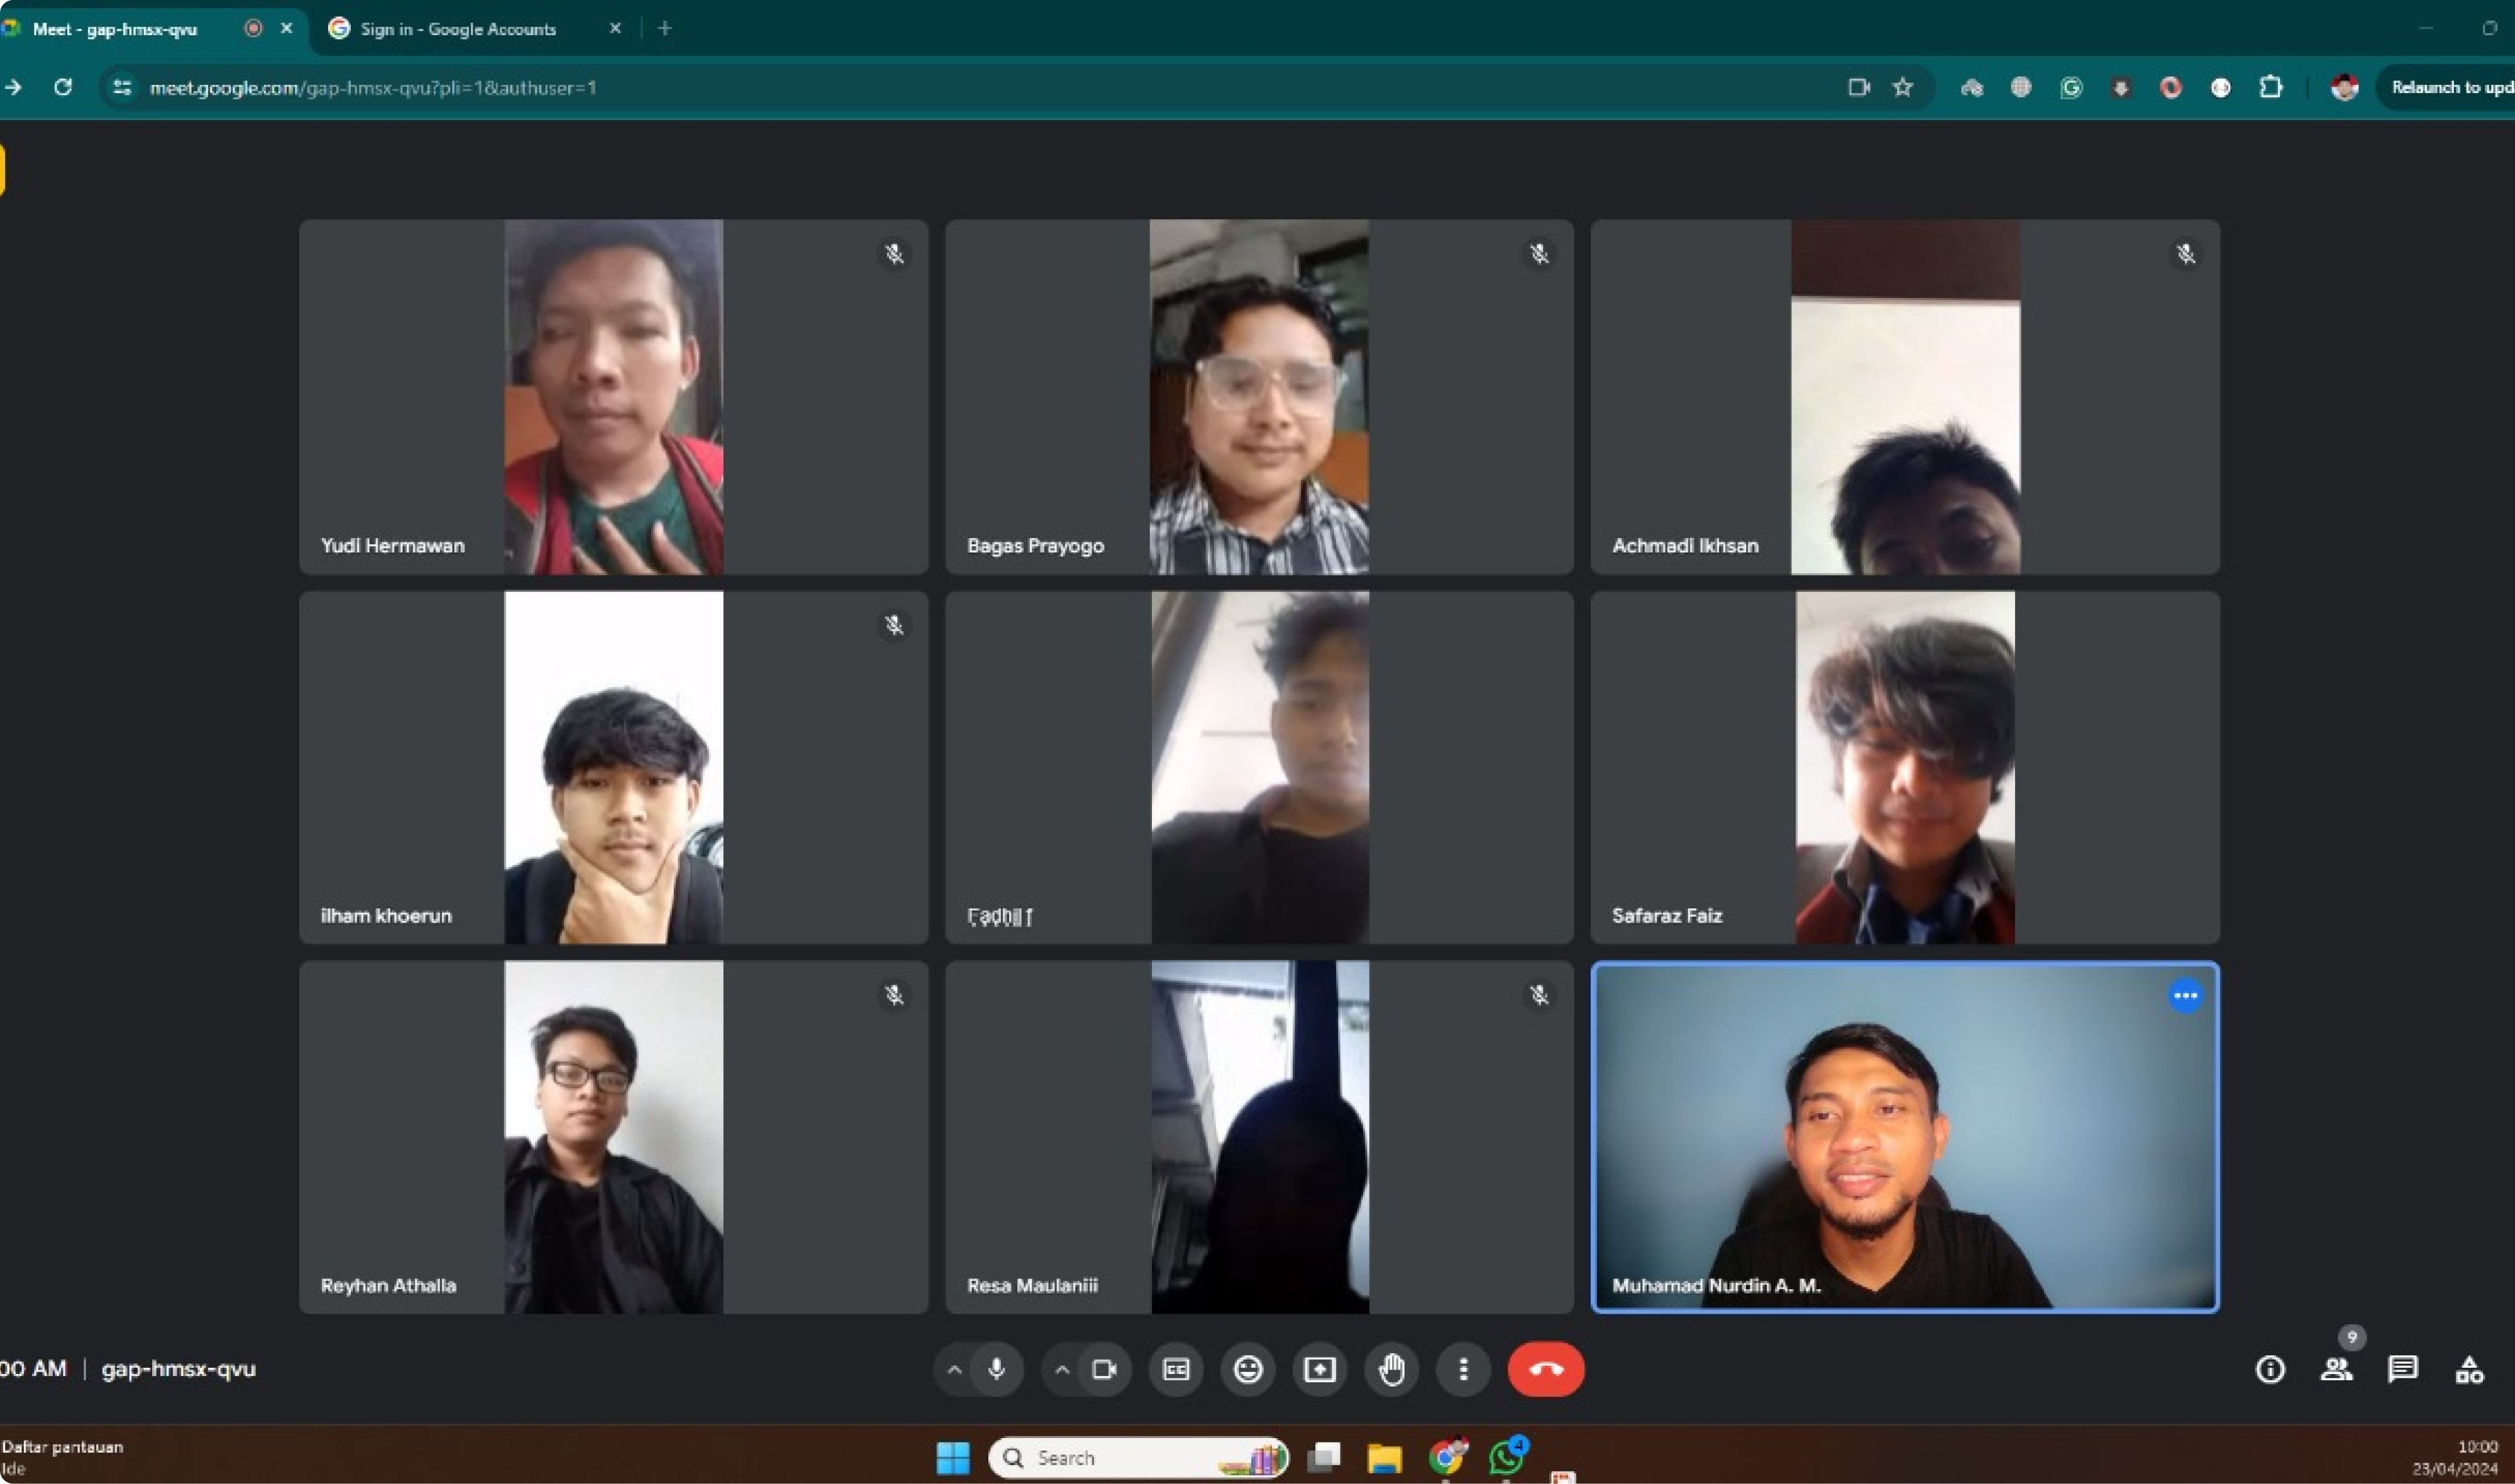 Meet - gap-hmsx-qvu
Sign in - Google Accounts
meet.google.com/gap-hmsx-qvu?pli=1&authuser=1
Relaunch to upd
Yudi Hermawan
Bagas Prayogo
Achmadi Ikhsan
ilham khoerun
Safaraz Faiz
Reyhan Athalla
Resa Maulaniii
Muhamad Nurdin A. M.
00 AM | gap-hmsx-qvu
9
Daftar pantauan
Ide
Search
4
10:00
23/04/2024